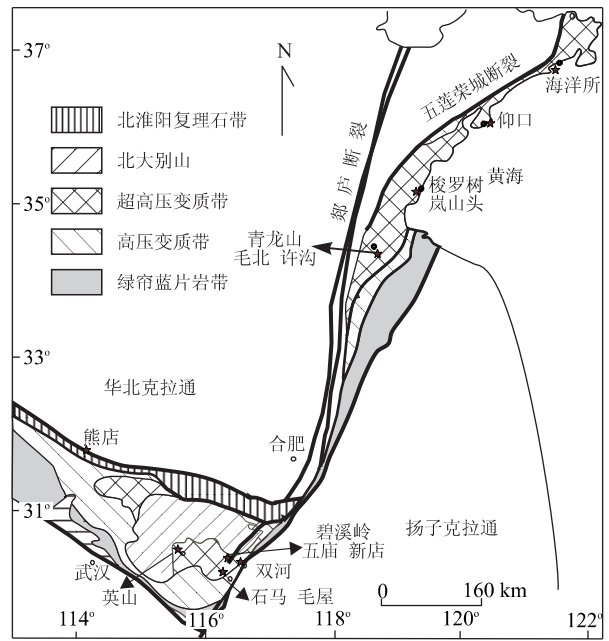 37°
N
五莲荣城断裂
海洋所
北淮阳复理石带
仰口
郯庐断裂
北大别山
黄海
梭罗树
岚山头
35°
超高压变质带
青龙山
毛北 许沟
高压变质带
绿帘蓝片岩带
33°
华北克拉通
熊店
合肥
31°
碧溪岭
五庙 新店
扬子克拉通
武汉
双河
英山
石马 毛屋
0 160 km
114° 116° 118° 120° 122°